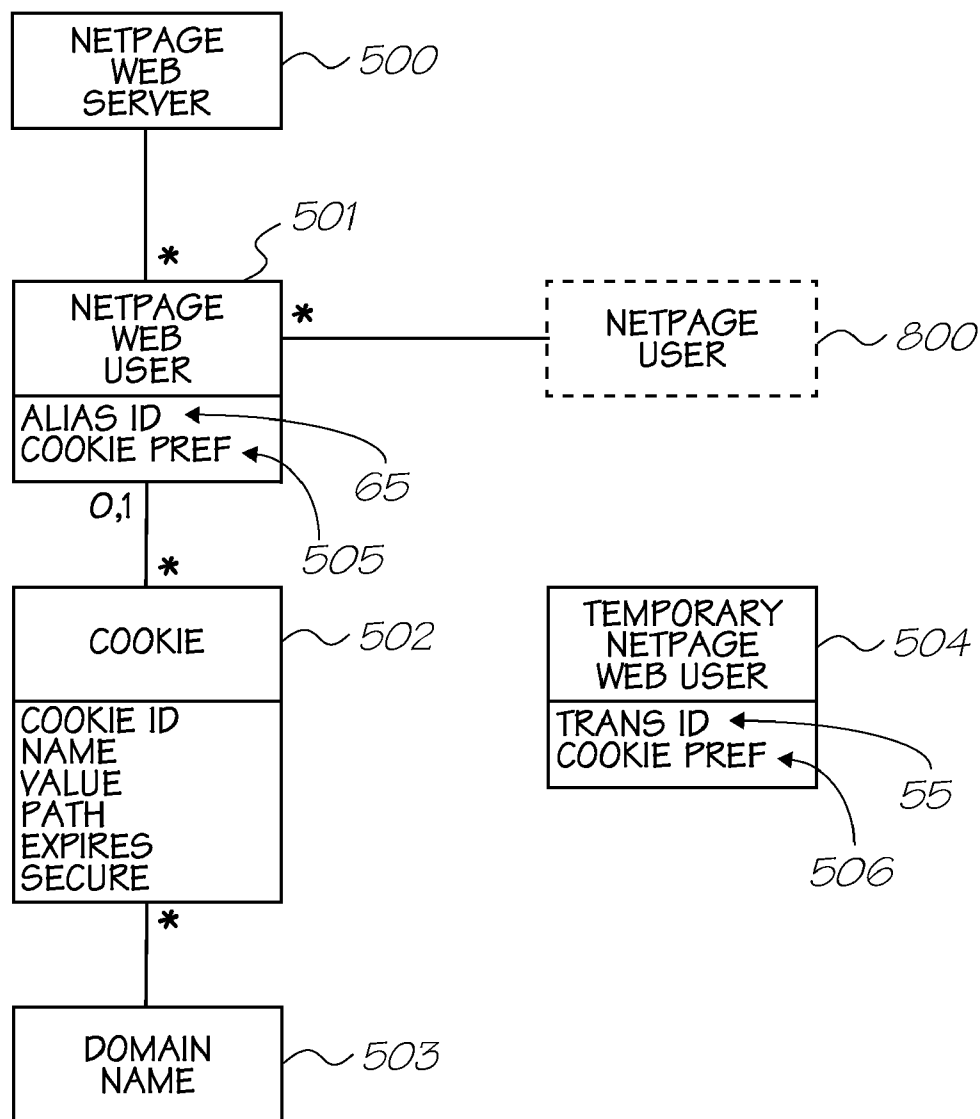 NETPAGE
WEB
SERVER
500
*
501
NETPAGE
WEB
USER
*
NETPAGE
USER
800
ALIAS ID
COOKIE PREF
65
0,1
505
*
COOKIE
502
TEMPORARY
NETPAGE
WEB USER
504
COOKIE ID
NAME
VALUE
PATH
EXPIRES
SECURE
TRANS ID
COOKIE PREF
55
506
*
DOMAIN
NAME
503